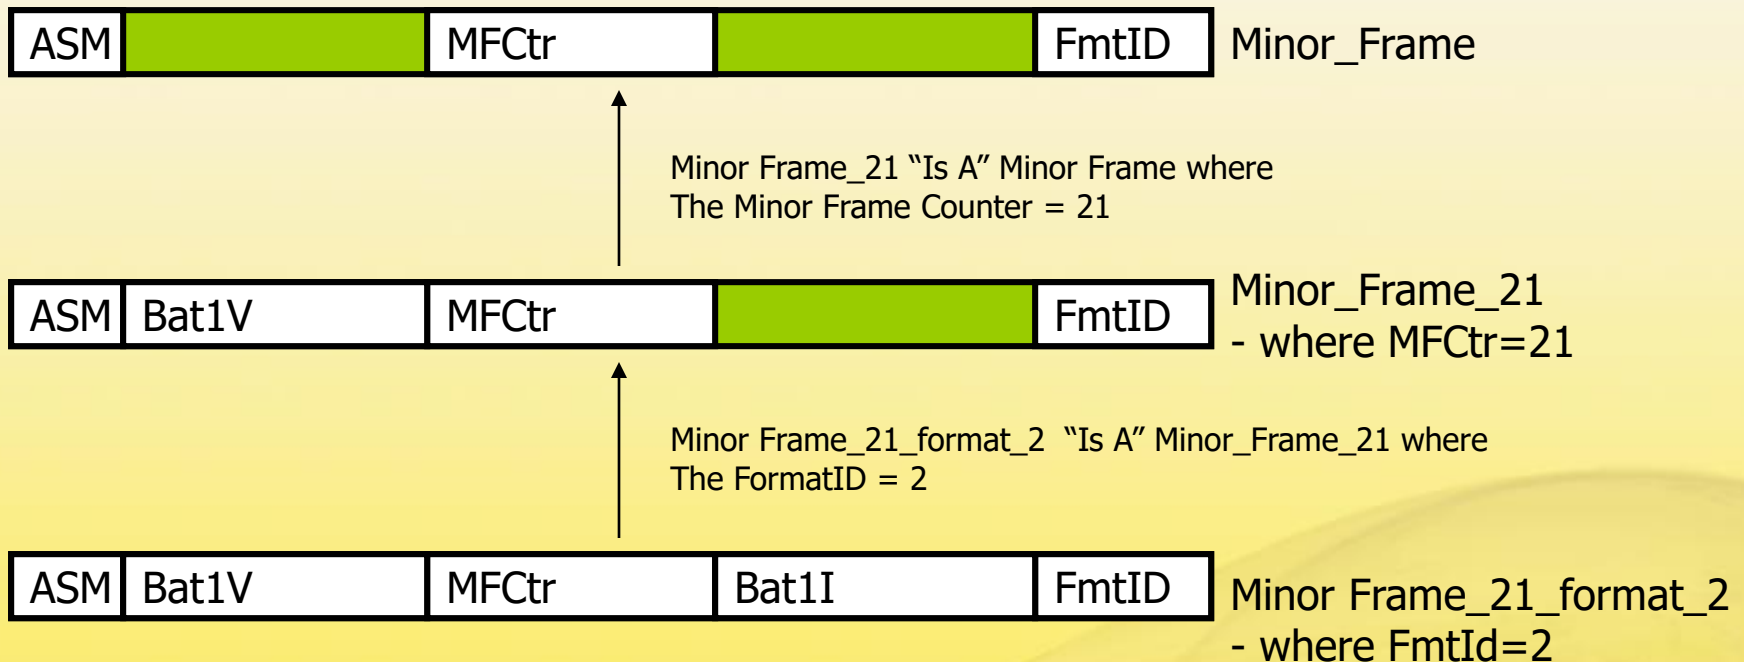 ASM MFCtr FmtID Minor_Frame
Minor Frame_21 “Is A” Minor Frame where
The Minor Frame Counter = 21
ASM Bat1V MFCtr FmtID Minor_Frame_21
- where MFCtr=21
Minor Frame_21_format_2 “Is A” Minor_Frame_21 where
The FormatID = 2
ASM Bat1V MFCtr Bat1I FmtID Minor Frame_21_format_2
- where FmtId=2